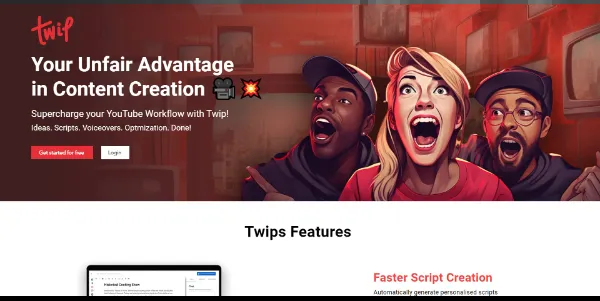 Twip
Your Unfair Advantage
in Content Creation 🎥💥
Supercharge your YouTube Workflow with Twip!
Ideas. Scripts. Voiceovers. Optmization. Done!
Get started for free Login
Twips Features
Faster Script Creation
Automatically generate personalised scripts